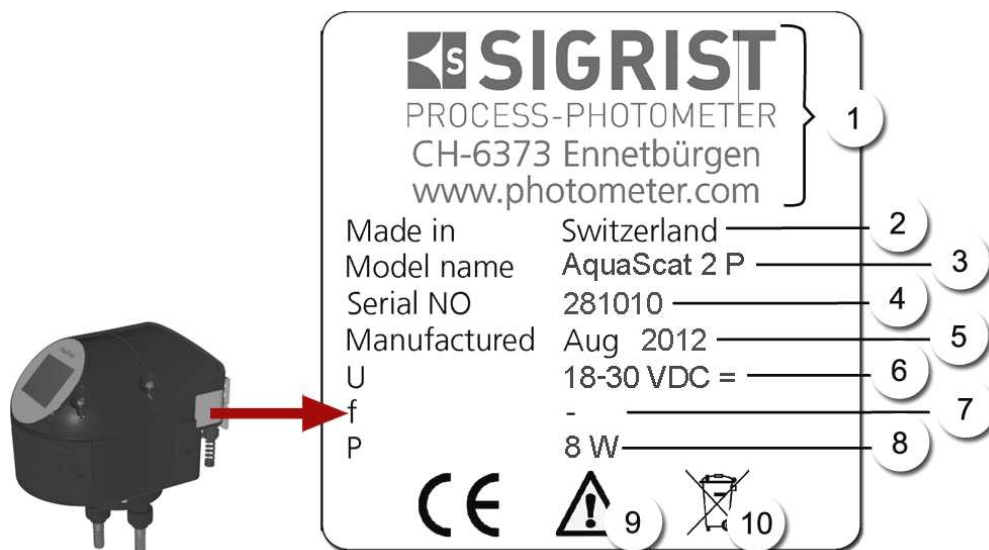 S SIGRIST
PROCESS-PHOTOMETER
CH-6373 Ennetbürgen
www.photometer.com
1
Made in Switzerland 2
Model name AquaScat 2 P 3
Serial NO 281010 4
Manufactured Aug 2012 5
U 18-30 VDC = 6
f - 7
P 8 W 8
CE
9
10